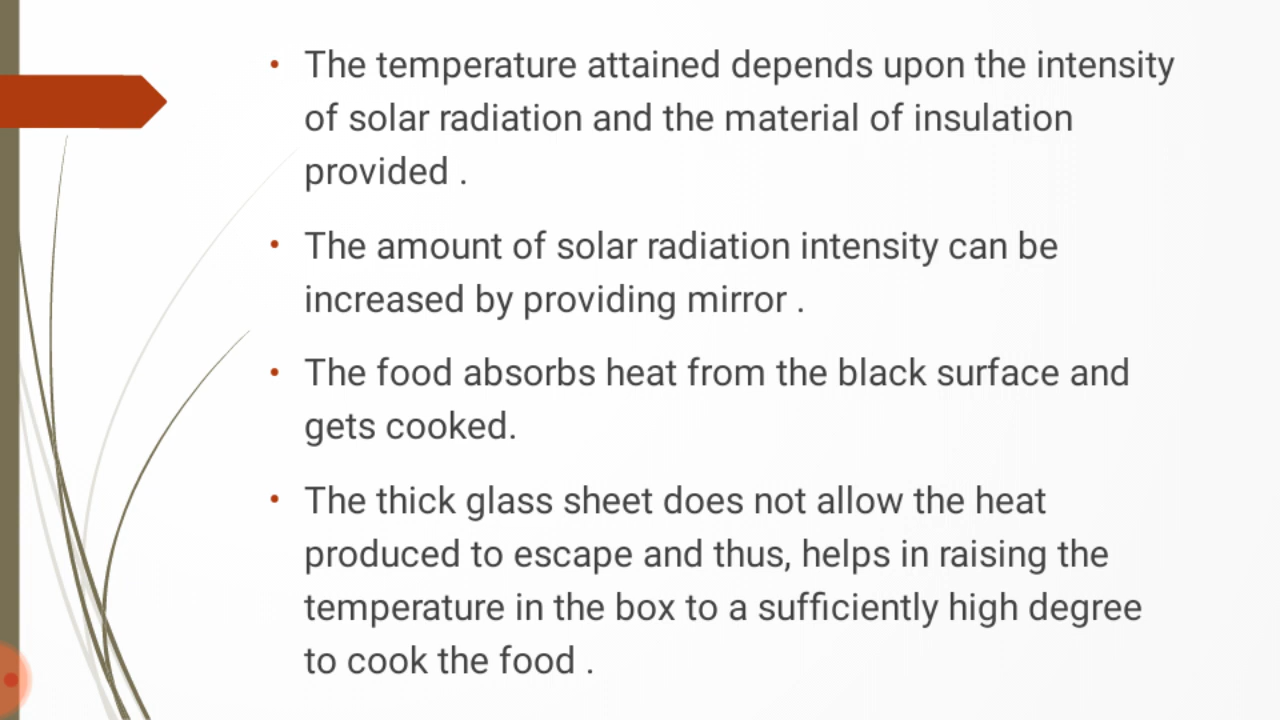 • The temperature attained depends upon the intensity
of solar radiation and the material of insulation
provided .
• The amount of solar radiation intensity can be
increased by providing mirror .
• The food absorbs heat from the black surface and
gets cooked.
• The thick glass sheet does not allow the heat
produced to escape and thus, helps in raising the
temperature in the box to a sufficiently high degree
to cook the food .